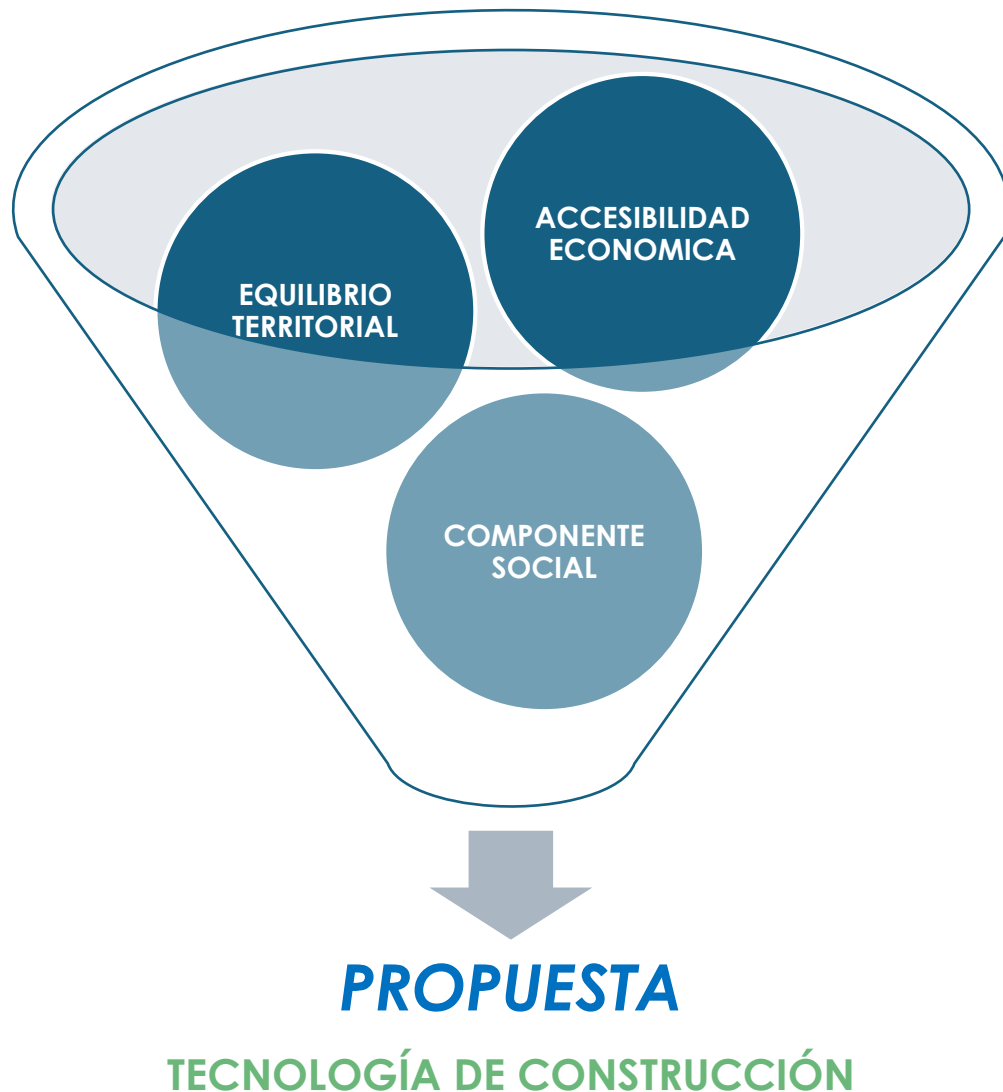 ACCESIBILIDAD
ECONOMICA
EQUILIBRIO
TERRITORIAL
COMPONENTE
SOCIAL
PROPUESTA
TECNOLOGÍA DE CONSTRUCCIÓN